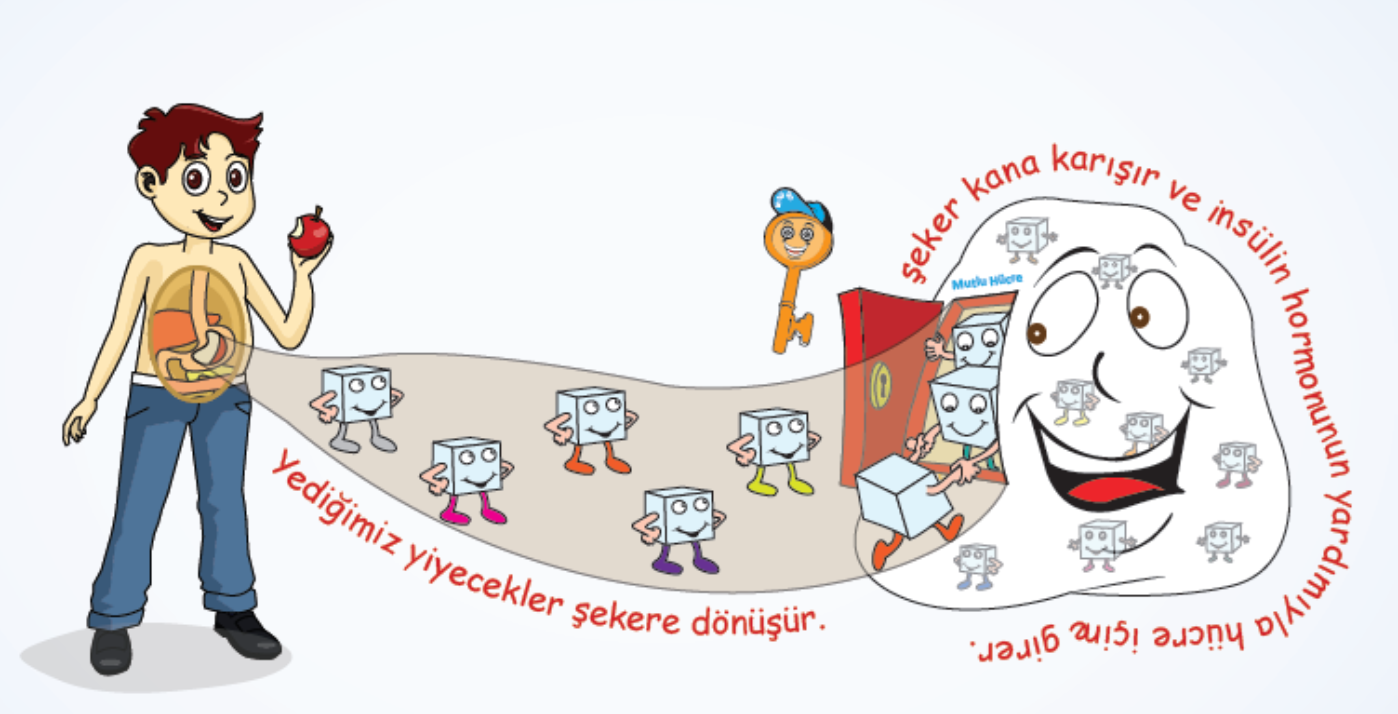 Yediğimiz yiyecekler şekere dönüşür.
Mutlu Hücre
şeker kana karışır ve insülin hormonunun yardımıyla hücre içine girer.